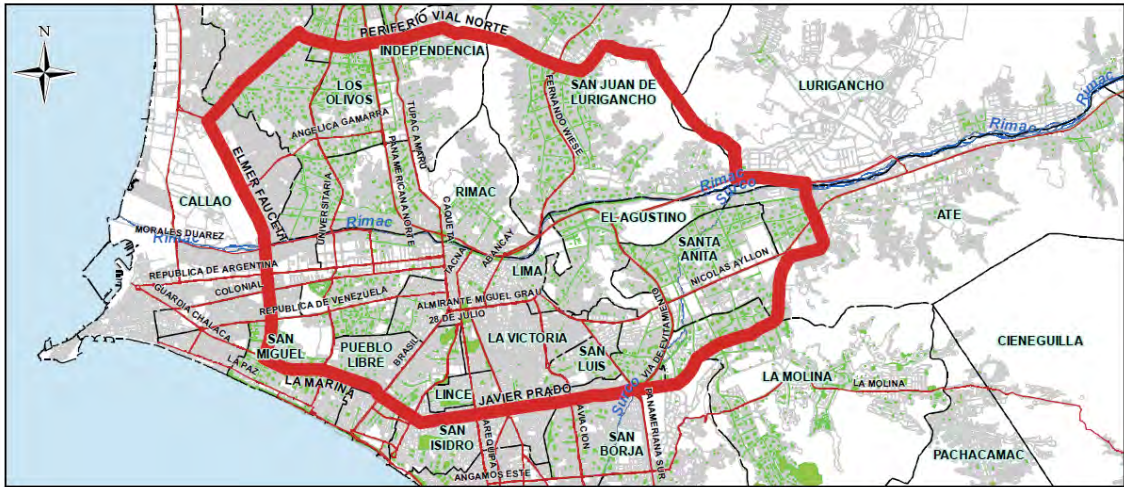 N
PERIFERIO VIAL NORTE
INDEPENDENCIA
LOS
OLIVOS
SAN JUAN DE
LURIGANCHO
LURIGANCHO
Rimac
Rimac
ANGELICA GAMARRA
TUPAC AMARU
FERNANDO WIESE
PANAMERICANA NORTE
ELMER FAUCETA
UNIVERSITARIA
CALLAO
RIMAC
CAQUETA
Rimac
Surco
EL AGUSTINO
ATE
MORALES DUAREZ
Rimac
Rimac
TACNA
ABANCAY
SANTA
ANITA
NICOLAS AYLLON
REPUBLICA DE ARGENTINA
LIMA
COLONIAL
GUARDIA CHALACA
REPUBLICA DE VENEZUELA
ALMIRANTE MIGUEL GRAU
28 DE JULIO
VIA DE EVITAMIENTO
SAN
MIGUEL
PUEBLO
LIBRE
BRASIL
LA VICTORIA
SAN
LUIS
CIENEGUILLA
LA PAZ
LA MARINA
LINCE
JAVIER PRADO
Surco
LA MOLINA
LA MOLINA
SAN
ISIDRO
AREQUIPA
AVIACION
SAN
BORJA
PANAMERIANA SUR
PACHACAMAC
ANGAMOS ESTE